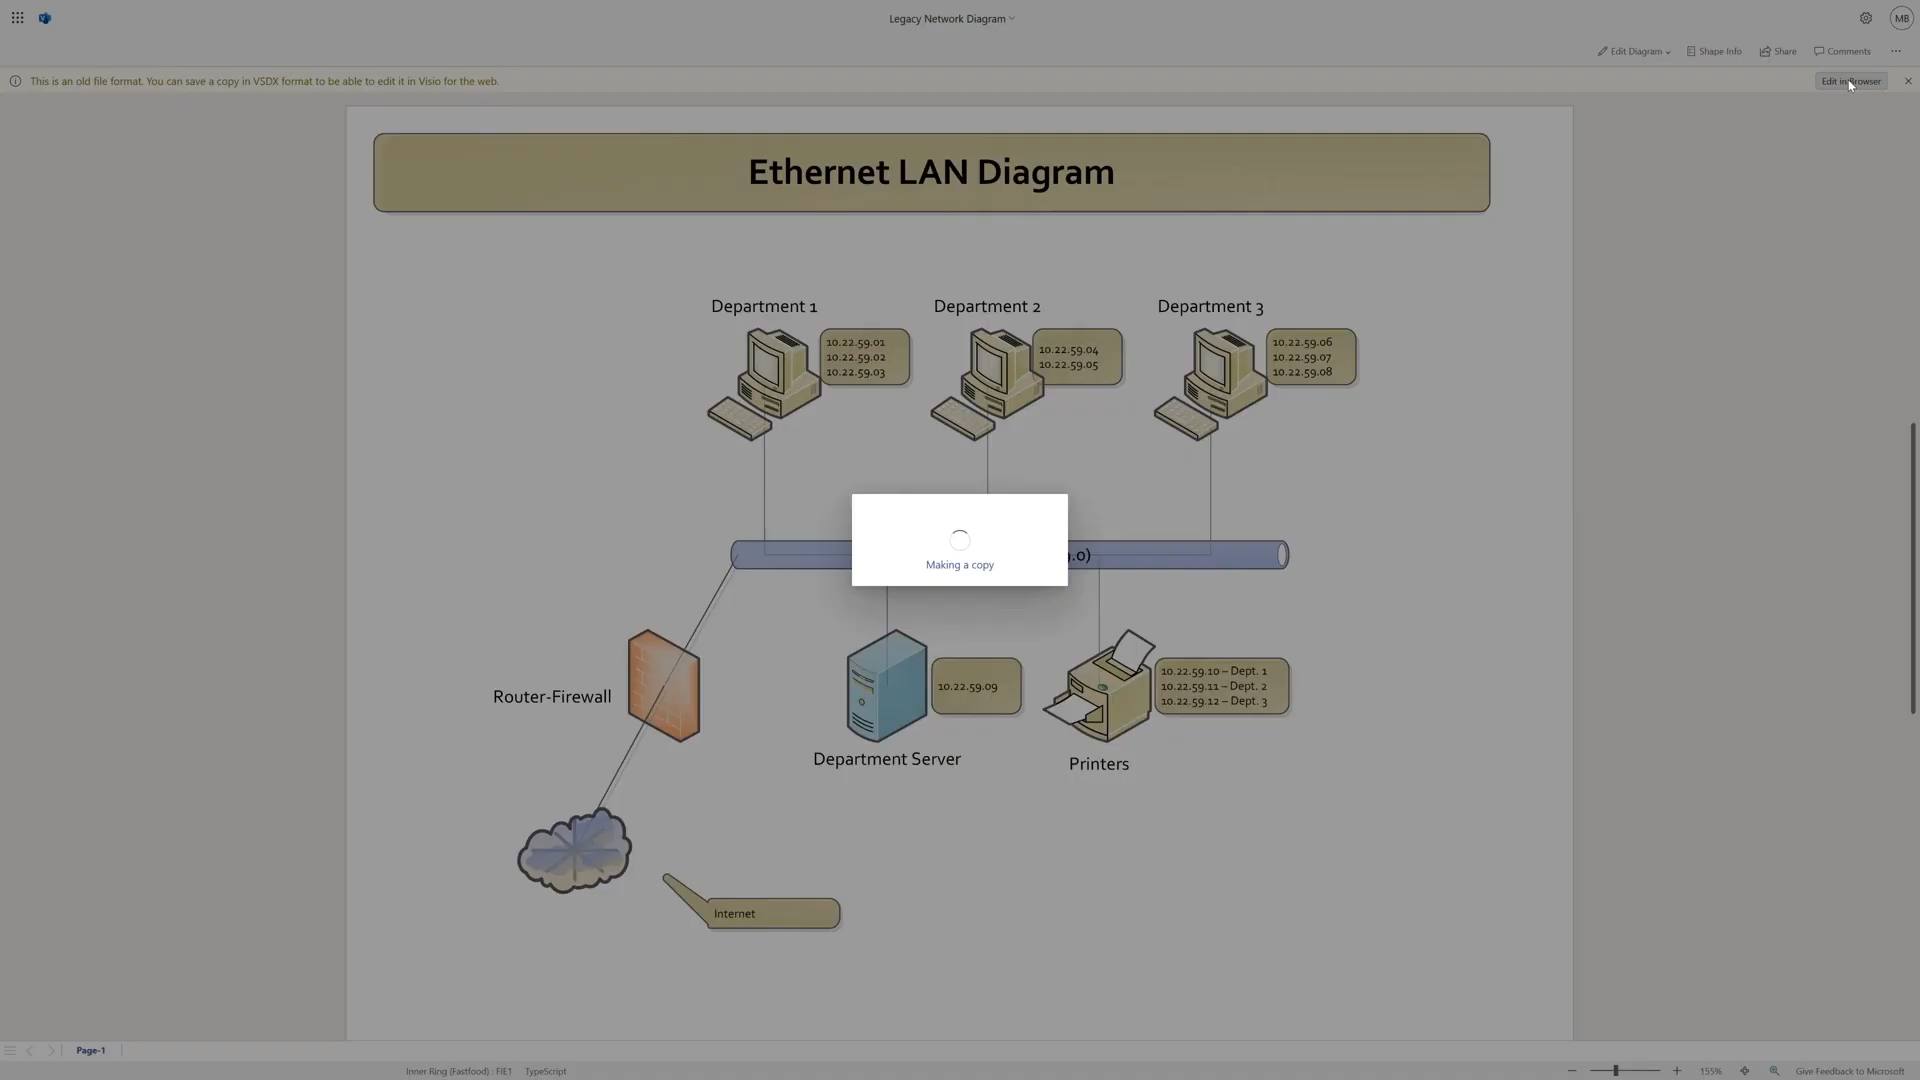 Legacy Network Diagram
MB
Edit Diagram
Shape Info
Share
Comments
This is an old file format. You can save a copy in VSDX format to be able to edit it in Visio for the web.
Edit in Browser
Ethernet LAN Diagram
Department 1
Department 2
Department 3
10.22.59.01
10.22.59.02
10.22.59.03
10.22.59.04
10.22.59.05
10.22.59.06
10.22.59.07
10.22.59.08
.0)
Making a copy
Router-Firewall
10.22.59.09
10.22.59.10 – Dept. 1
10.22.59.11 – Dept. 2
10.22.59.12 – Dept. 3
Department Server
Printers
Internet
Page-1
Inner Ring (Fastfood) : FIE1
TypeScript
155%
Give Feedback to Microsoft